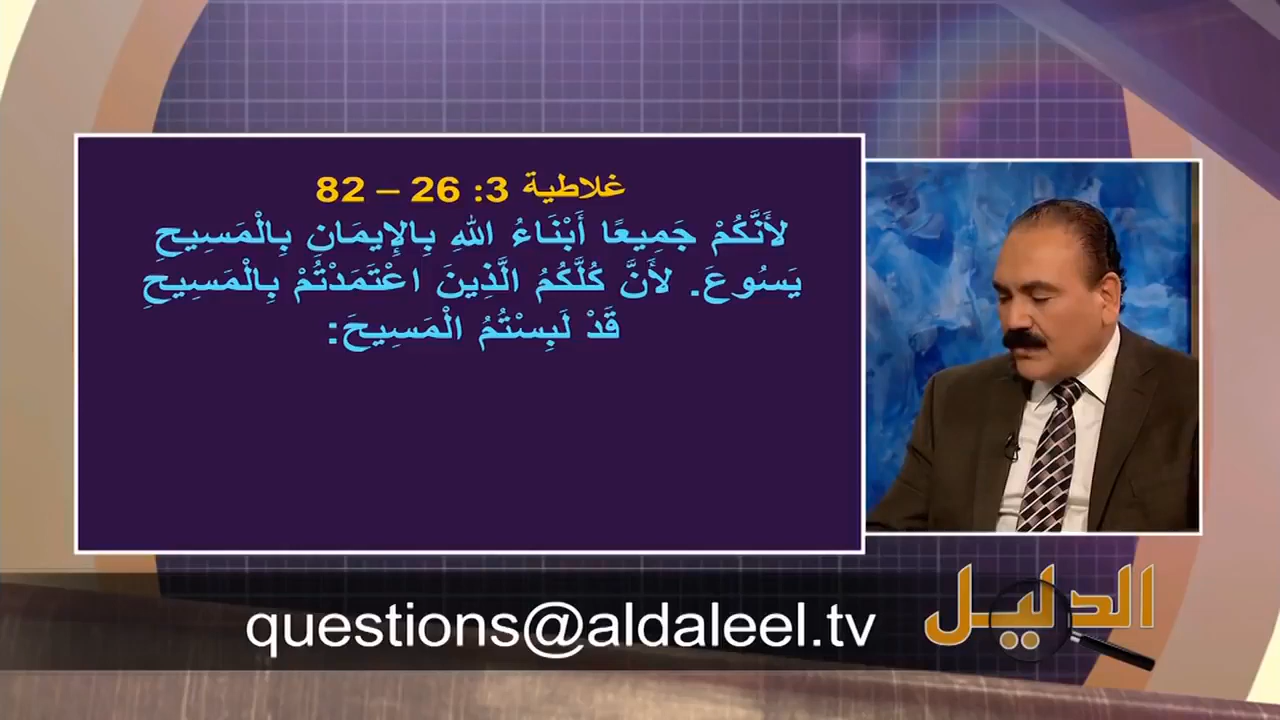 غلاطية 3: 26 – 82
لأَنَّكُمْ جَمِيعًا أَبْنَاءُ اللهِ بِالإِيمَانِ بِالْمَسِيحِ
يَسُوعَ. لأَنَّ كُلَّكُمُ الَّذِينَ اعْتَمَدْتُمْ بِالْمَسِيحِ
قَدْ لَبِسْتُمُ الْمَسِيحَ:
questions@aldaleel.tv
الدليل